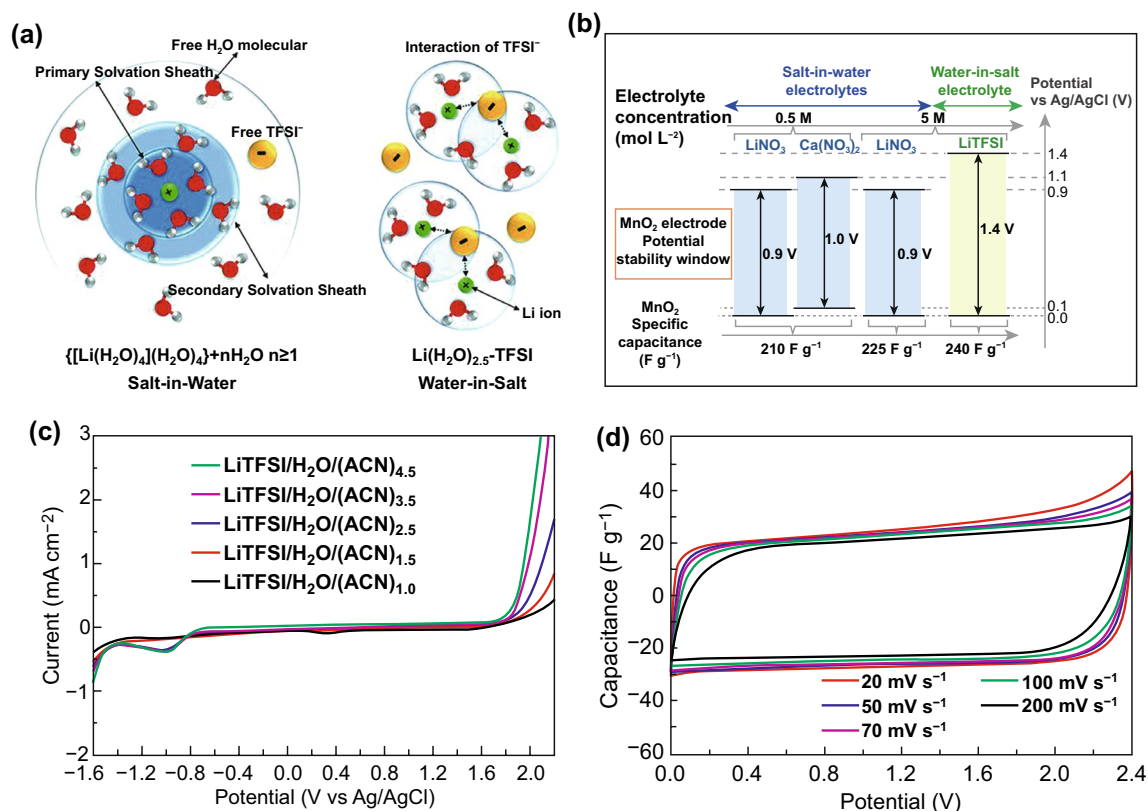 (a)
Free H₂O molecular
Primary Solvation Sheath
Free TFSI⁻
Secondary Solvation Sheath
{[Li(H₂O)₄](H₂O)₄}+nH₂O n≥1
Salt-in-Water
Interaction of TFSI⁻
Li ion
Li(H₂O)₂.₅-TFSI
Water-in-Salt
(b)
Salt-in-water
electrolytes
Water-in-salt
electrolyte
Potential
vs Ag/AgCl (V)
Electrolyte
concentration
(mol L⁻²)
0.5 M
5 M
LiNO₃
Ca(NO₃)₂
LiNO₃
LiTFSI
1.4
1.1
0.9
0.1
0.0
MnO₂ electrode
Potential
stability window
0.9 V
1.0 V
0.9 V
1.4 V
MnO₂
Specific
capacitance
(F g⁻¹)
210 F g⁻¹
225 F g⁻¹
240 F g⁻¹
(c)
3
2
1
0
−1
−2
Current (mA cm⁻²)
LiTFSI/H₂O/(ACN)₄.₅
LiTFSI/H₂O/(ACN)₃.₅
LiTFSI/H₂O/(ACN)₂.₅
LiTFSI/H₂O/(ACN)₁.₅
LiTFSI/H₂O/(ACN)₁.₀
−1.6 −1.2 −0.8 −0.4 0.0 0.4 0.8 1.2 1.6 2.0
Potential (V vs Ag/AgCl)
(d)
60
40
20
0
−20
−40
−60
Capacitance (F g⁻¹)
20 mV s⁻¹
50 mV s⁻¹
70 mV s⁻¹
100 mV s⁻¹
200 mV s⁻¹
0.0 0.6 1.2 1.8 2.4
Potential (V)